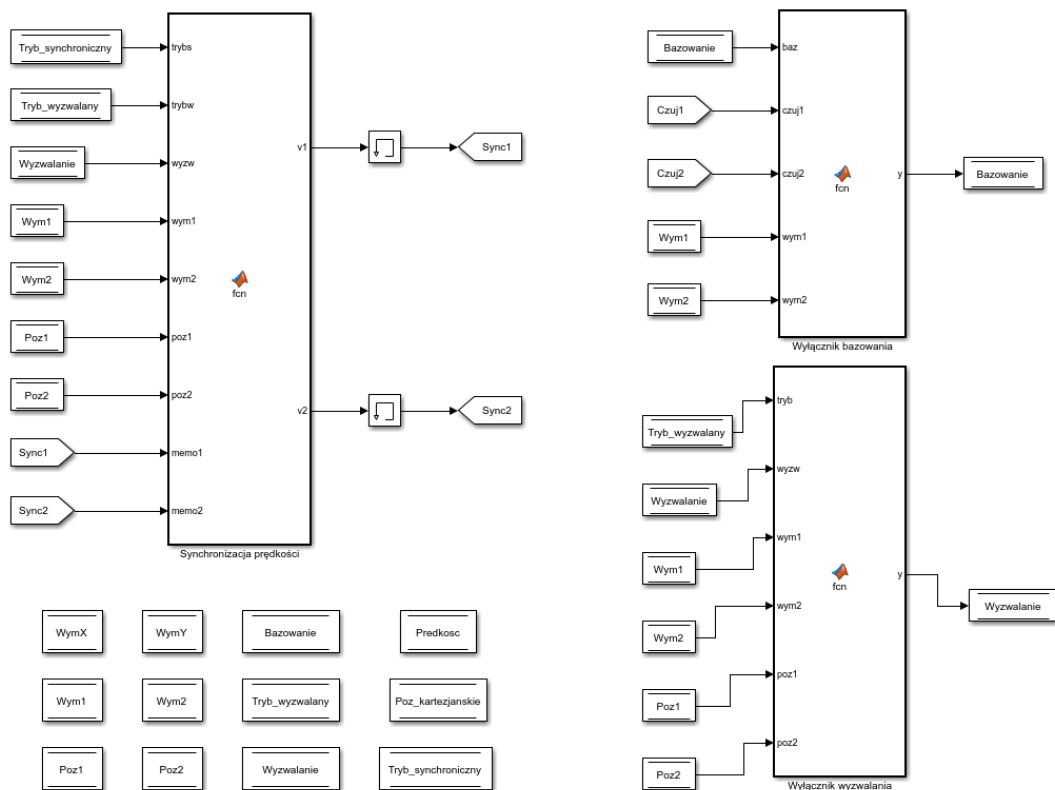 Tryb_synchroniczny
trybs
Tryb_wyzwalany
trybw
Wyzwalanie
wyzw
Wym1
wym1
Wym2
wym2
Poz1
poz1
Poz2
poz2
Sync1
memo1
Sync2
memo2
fcn
v1
Sync1
v2
Sync2
Synchronizacja prędkości
Bazowanie
baz
Czuj1
czuj1
Czuj2
czuj2
Wym1
wym1
Wym2
wym2
fcn
y
Bazowanie
Wyłącznik bazowania
Tryb_wyzwalany
tryb
Wyzwalanie
wyzw
Wym1
wym1
Wym2
wym2
Poz1
poz1
Poz2
poz2
fcn
y
Wyzwalanie
Wyłącznik wyzwalania
WymX
WymY
Bazowanie
Predkosc
Wym1
Wym2
Tryb_wyzwalany
Poz_kartezjanskie
Poz1
Poz2
Wyzwalanie
Tryb_synchroniczny